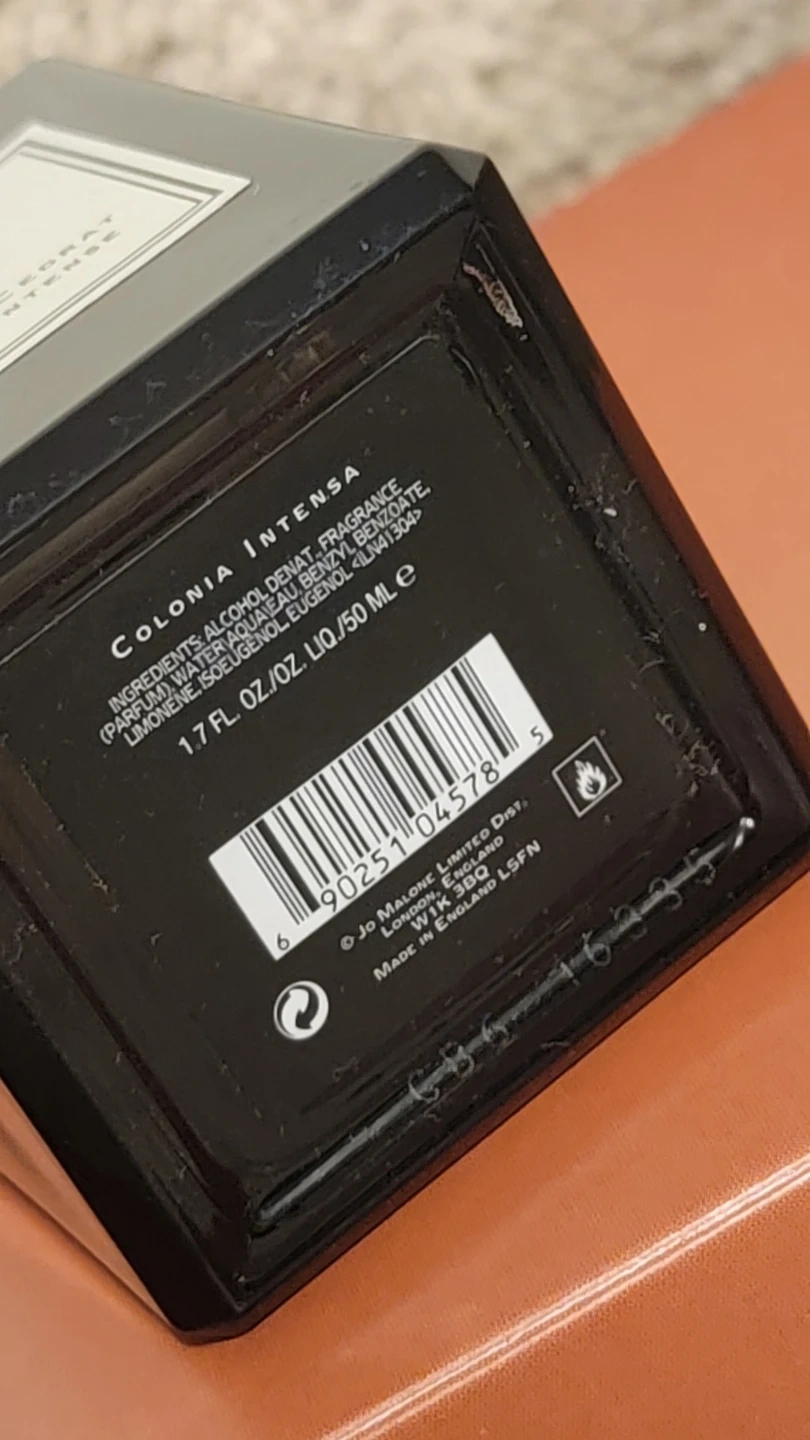 INTENSE
COLONIA INTENSA
INGREDIENTS: ALCOHOL DENAT., FRAGRANCE
(PARFUM), WATER\AQUA\EAU, BENZYL BENZOATE,
LIMONENE, ISOEUGENOL, EUGENOL <ILN41304>
1.7 FL. OZ./OZ. LIQ./50 ML ℮
6 90251 04578 5
© JO MALONE LIMITED DIST.
LONDON, ENGLAND
W1K 3BQ
MADE IN ENGLAND LSFN